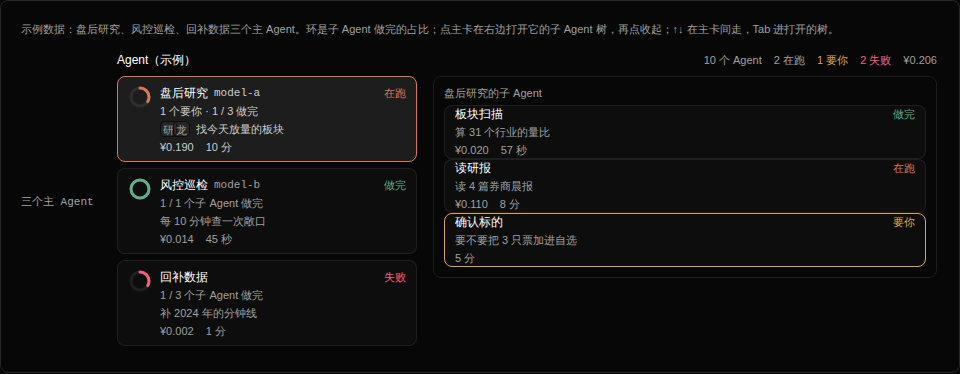 示例数据：盘后研究、风控巡检、回补数据三个主 Agent。环是子 Agent 做完的占比；点主卡在右边打开它的子 Agent 树，再点收起；↑↓ 在主卡间走，Tab 进打开的树。
Agent（示例）
10 个 Agent 2 在跑 1 要你 2 失败 ¥0.206
三个主 Agent
盘后研究 model-a 在跑
1 个要你 · 1 / 3 做完
研 龙 找今天放量的板块
¥0.190 10 分
风控巡检 model-b 做完
1 / 1 个子 Agent 做完
每 10 分钟查一次敞口
¥0.014 45 秒
回补数据 失败
1 / 3 个子 Agent 做完
补 2024 年的分钟线
¥0.002 1 分
盘后研究的子 Agent
板块扫描 做完
算 31 个行业的量比
¥0.020 57 秒
读研报 在跑
读 4 篇券商晨报
¥0.110 8 分
确认标的 要你
要不要把 3 只票加进自选
5 分